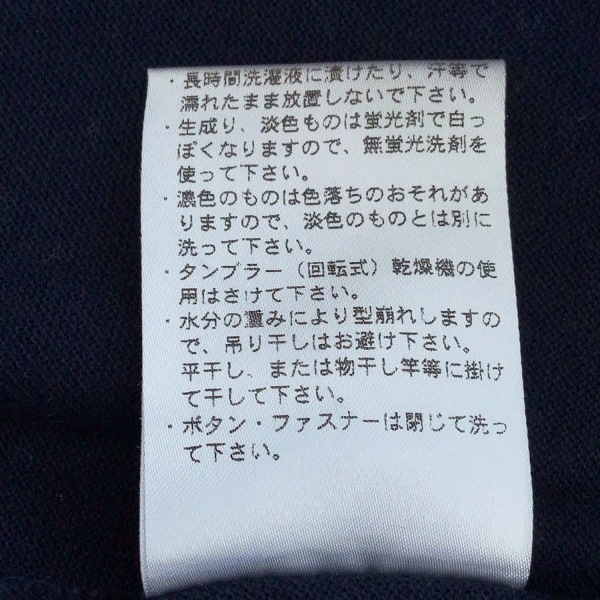 ・長時間洗濯液に漬けたり、汗等で
濡れたまま放置しないで下さい。
・生成り、淡色ものは蛍光剤で白っ
ぽくなりますので、無蛍光洗剤を
使って下さい。
・濃色のものは色落ちのおそれがあ
りますので、淡色のものとは別に
洗って下さい。
・タンブラー（回転式）乾燥機の使
用はさけて下さい。
・水分の重みにより型崩れしますの
で、吊り干しはお避け下さい。
平干し、または物干し竿等に掛け
て干して下さい。
・ボタン・ファスナーは閉じて洗っ
て下さい。